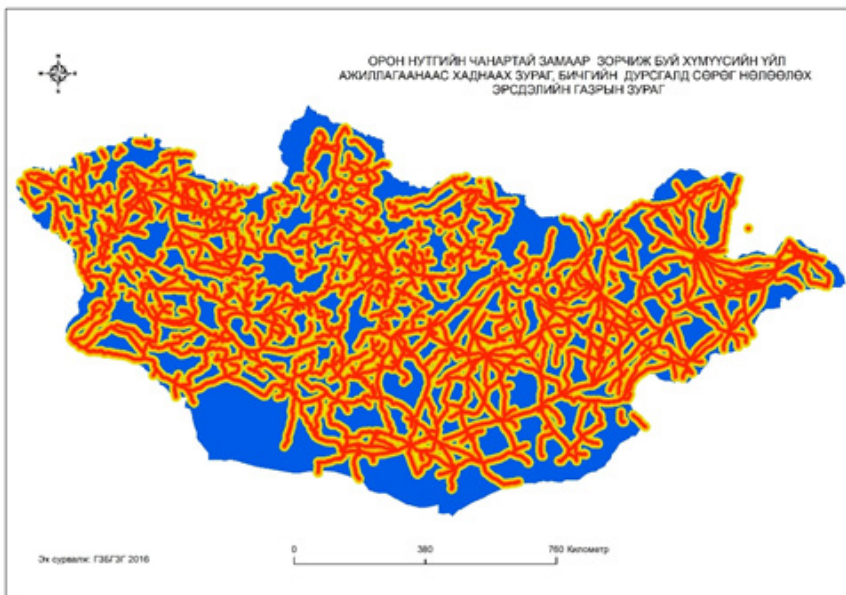 ОРОН НУТГИЙН ЧАНАРТАЙ ЗАМААР ЗОРЧИЖ БУЙ ХҮМҮҮСИЙН ҮЙЛ
АЖИЛЛАГААНААС ХАДНААХ ЗУРАГ, БИЧГИЙН ДУРСГАЛД СӨРӨГ НӨЛӨӨЛӨХ
ЭРСДЭЛИЙН ГАЗРЫН ЗУРАГ
0 380 760 Километр
Эх сурвалж: ГЗБГЗГ 2016